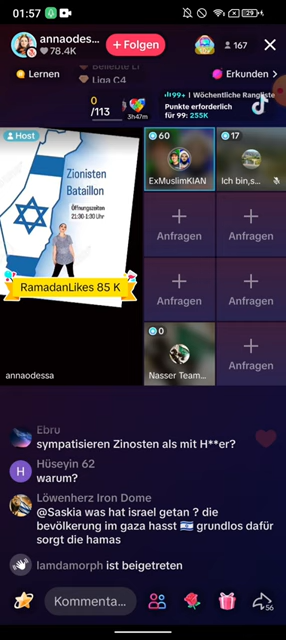 01:57
29
annaodes...
78.4K
+ Folgen
167
Lernen
Beliebte LI
Liga C4
Erkunden >
0
/113
3h47m
99+ | Wöchentliche Rangliste
Punkte erforderlich
für 99: 255K
Host
Zionisten
Bataillon
Öffnungszeiten
21:30-1:30 Uhr
RamadanLikes 85 K
annaodessa
60
ExMuslimKIAN
17
Ich bin,s...
Anfragen
Anfragen
Anfragen
Anfragen
0
Nasser Team...
Anfragen
Ebru
sympatisieren Zinosten als mit H**er?
H
Hüseyin 62
warum?
Löwenherz Iron Dome
@Saskia was hat israel getan ? die
bevölkerung im gaza hasst 🇮🇱 grundlos dafür
sorgt die hamas
lamdamorph ist beigetreten
Kommenta...
56